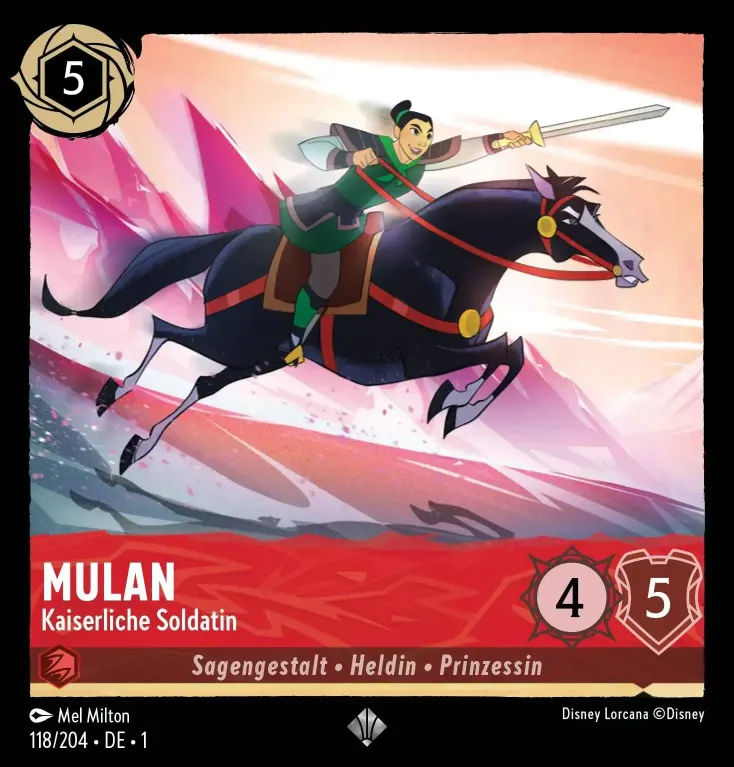 5
MULAN
Kaiserliche Soldatin
4
5
Sagengestalt • Heldin • Prinzessin
Mel Milton
118/204 • DE • 1
Disney Lorcana ©Disney